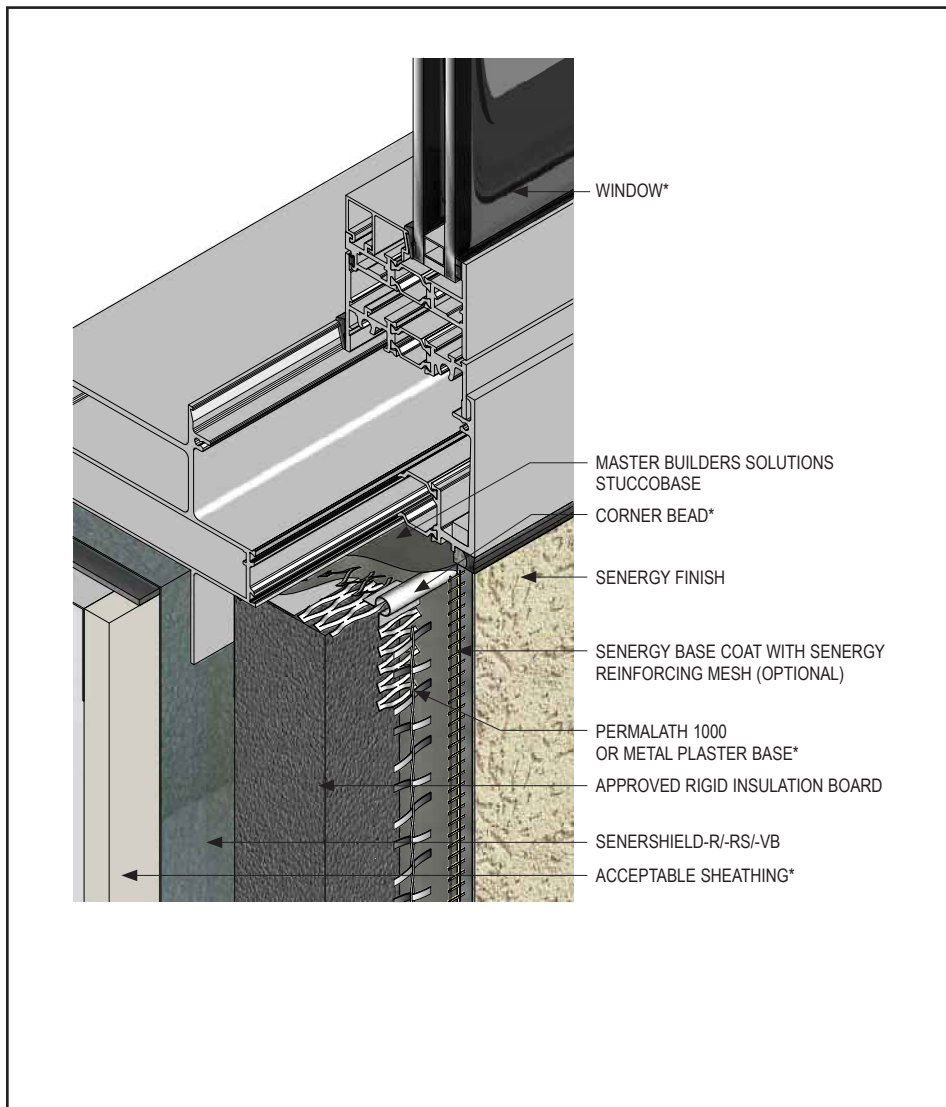 WINDOW*
MASTER BUILDERS SOLUTIONS
STUCCOBASE
CORNER BEAD*
SENERGY FINISH
SENERGY BASE COAT WITH SENERGY
REINFORCING MESH (OPTIONAL)
PERMALATH 1000
OR METAL PLASTER BASE*
APPROVED RIGID INSULATION BOARD
SENERSHIELD-R/-RS/-VB
ACCEPTABLE SHEATHING*